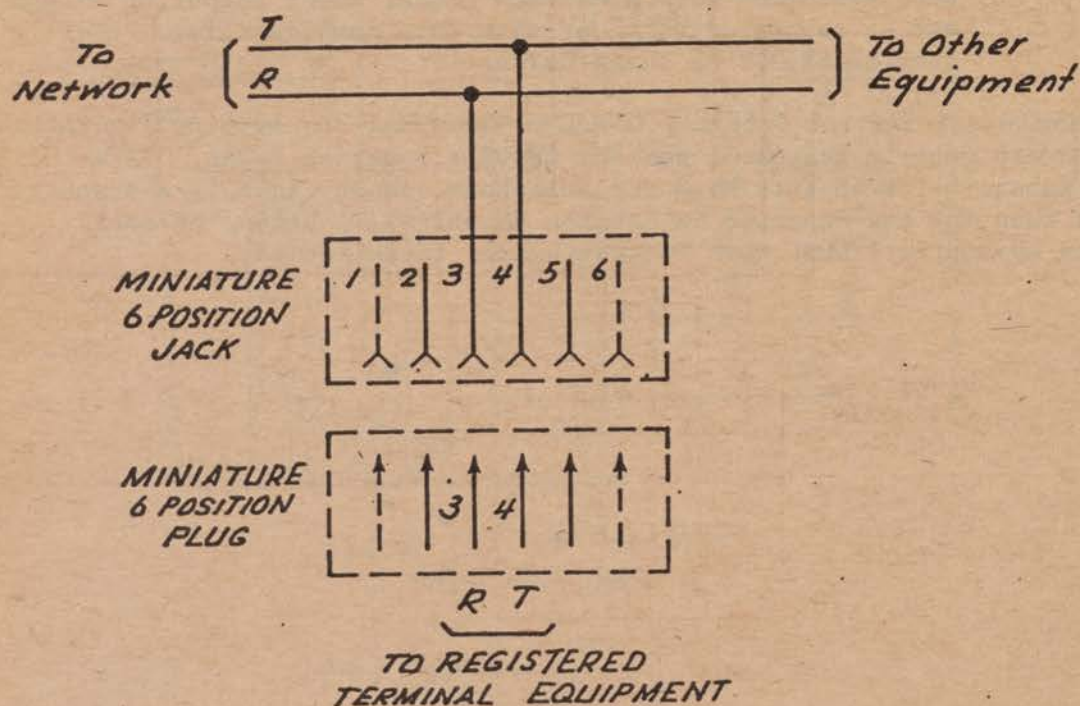 To
Network
T
R
To Other
Equipment
MINIATURE
6 POSITION
JACK
1 2 3 4 5 6
MINIATURE
6 POSITION
PLUG
3 4
R T
TO REGISTERED
TERMINAL EQUIPMENT